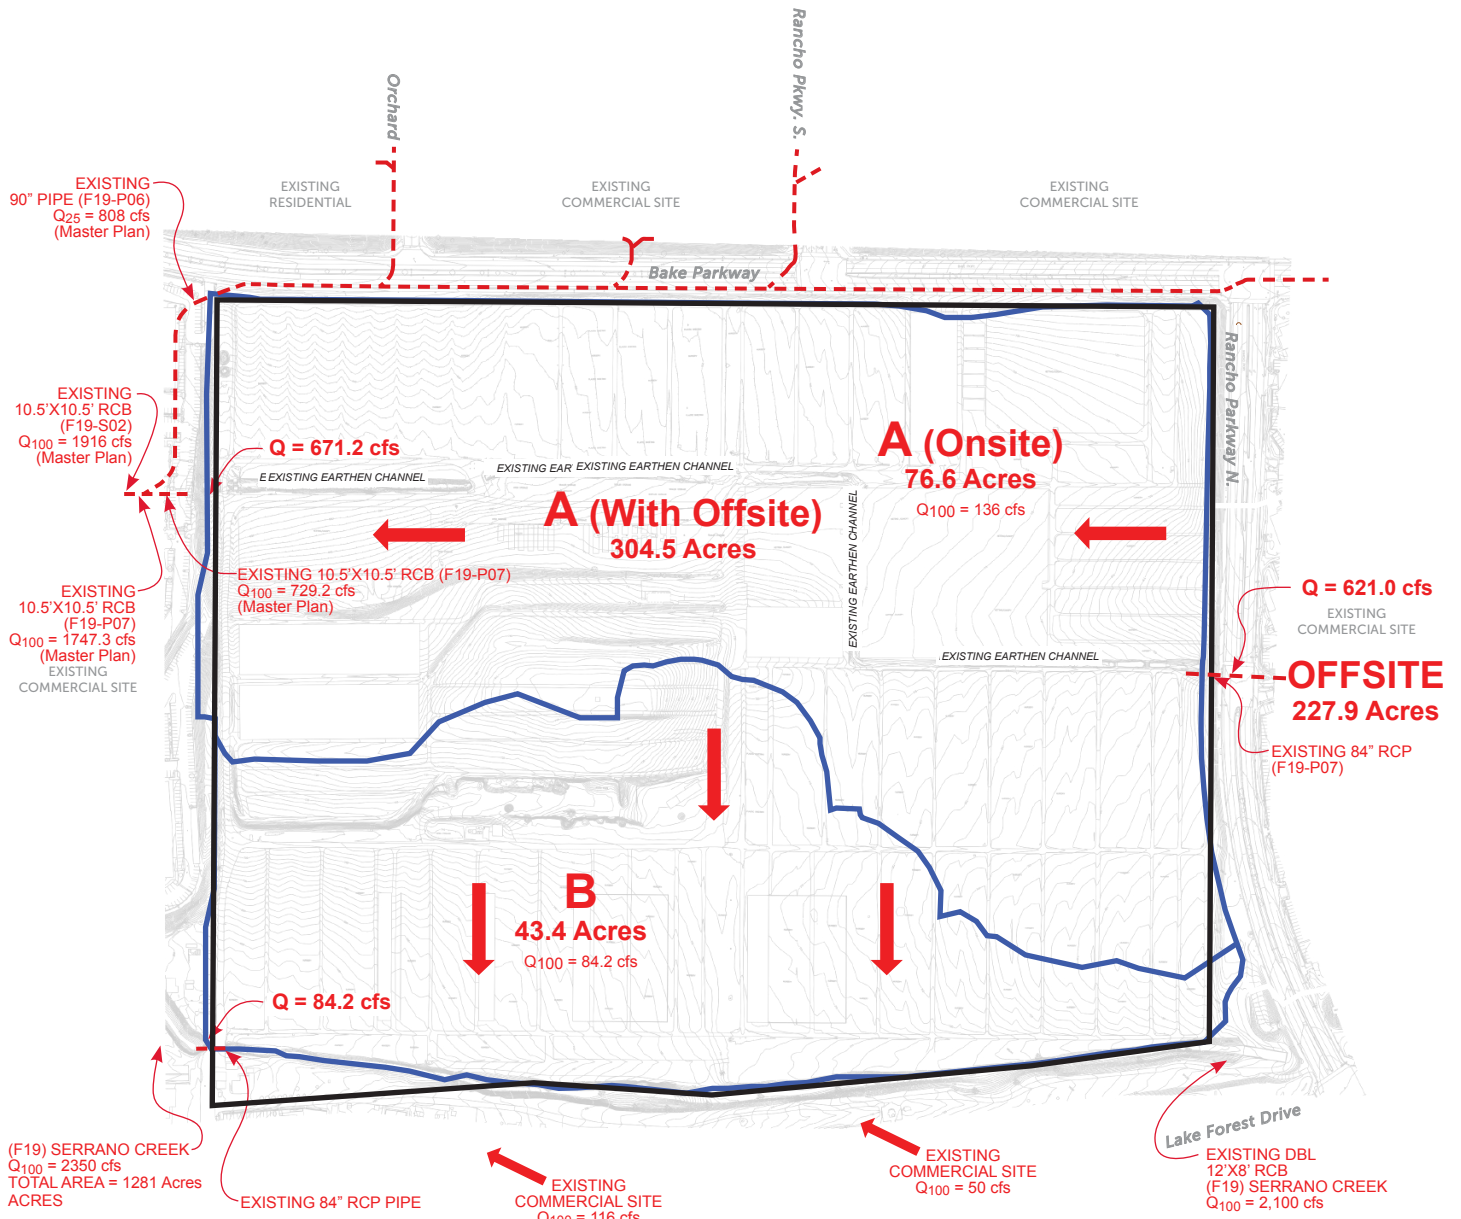 Rancho Pkwy. S.
Orchard
EXISTING
90” PIPE (F19-P06)
Q25 = 808 cfs
(Master Plan)
EXISTING
RESIDENTIAL
EXISTING
COMMERCIAL SITE
EXISTING
COMMERCIAL SITE
Bake Parkway
Rancho Parkway N.
EXISTING
10.5’X10.5’ RCB
(F19-S02)
Q100 = 1916 cfs
(Master Plan)
Q = 671.2 cfs
E EXISTING EARTHEN CHANNEL
EXISTING EAR
EXISTING EARTHEN CHANNEL
A (Onsite)
76.6 Acres
Q100 = 136 cfs
A (With Offsite)
304.5 Acres
EXISTING EARTHEN CHANNEL
EXISTING 10.5’X10.5’ RCB (F19-P07)
Q100 = 729.2 cfs
(Master Plan)
EXISTING
10.5’X10.5’ RCB
(F19-P07)
Q100 = 1747.3 cfs
(Master Plan)
EXISTING
COMMERCIAL SITE
Q = 621.0 cfs
EXISTING
COMMERCIAL SITE
EXISTING EARTHEN CHANNEL
OFFSITE
227.9 Acres
EXISTING 84” RCP
(F19-P07)
B
43.4 Acres
Q100 = 84.2 cfs
Q = 84.2 cfs
(F19) SERRANO CREEK
Q100 = 2350 cfs
TOTAL AREA = 1281 Acres
ACRES
EXISTING 84” RCP PIPE
EXISTING
COMMERCIAL SITE
Q100 = 116 cfs
EXISTING
COMMERCIAL SITE
Q100 = 50 cfs
Lake Forest Drive
EXISTING DBL
12’X8’ RCB
(F19) SERRANO CREEK
Q100 = 2,100 cfs